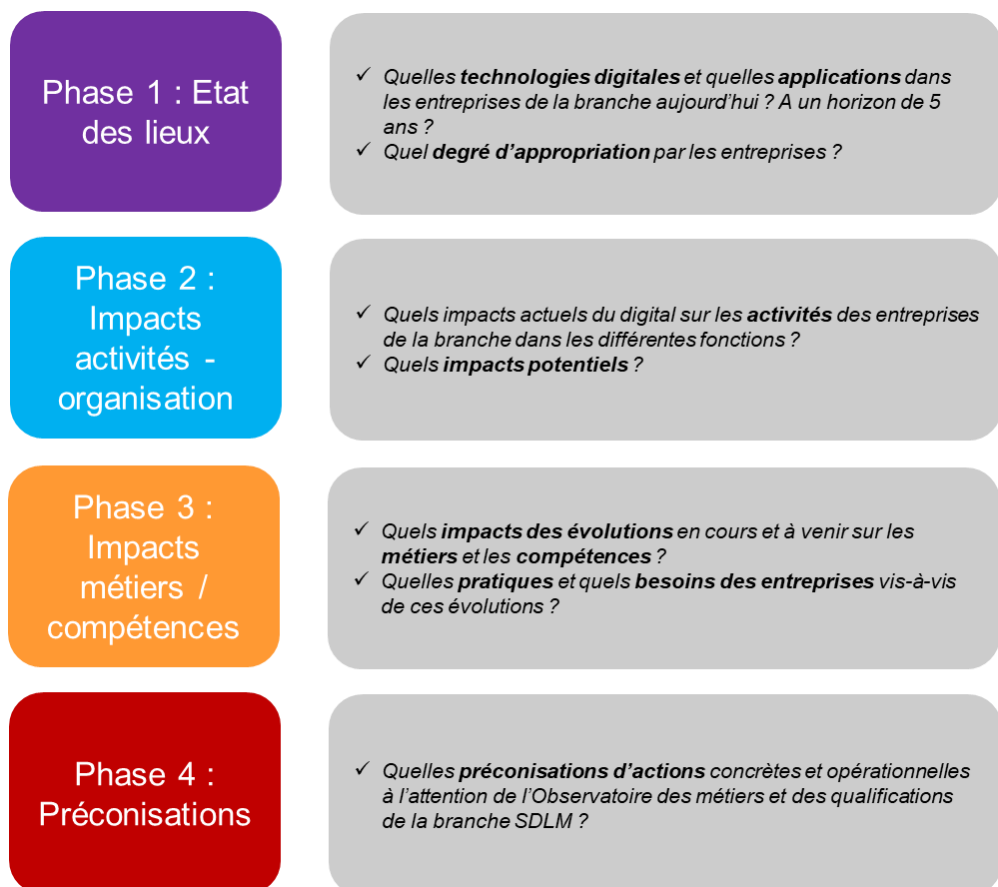 Phase 1 : Etat
des lieux
✓ Quelles technologies digitales et quelles applications dans
les entreprises de la branche aujourd'hui ? A un horizon de 5
ans ?
✓ Quel degré d'appropriation par les entreprises ?
Phase 2 :
Impacts
activités -
organisation
✓ Quels impacts actuels du digital sur les activités des entreprises
de la branche dans les différentes fonctions ?
✓ Quels impacts potentiels ?
Phase 3 :
Impacts
métiers /
compétences
✓ Quels impacts des évolutions en cours et à venir sur les
métiers et les compétences ?
✓ Quelles pratiques et quels besoins des entreprises vis-à-vis
de ces évolutions ?
Phase 4 :
Préconisations
✓ Quelles préconisations d'actions concrètes et opérationnelles
à l'attention de l'Observatoire des métiers et des qualifications
de la branche SDLM ?